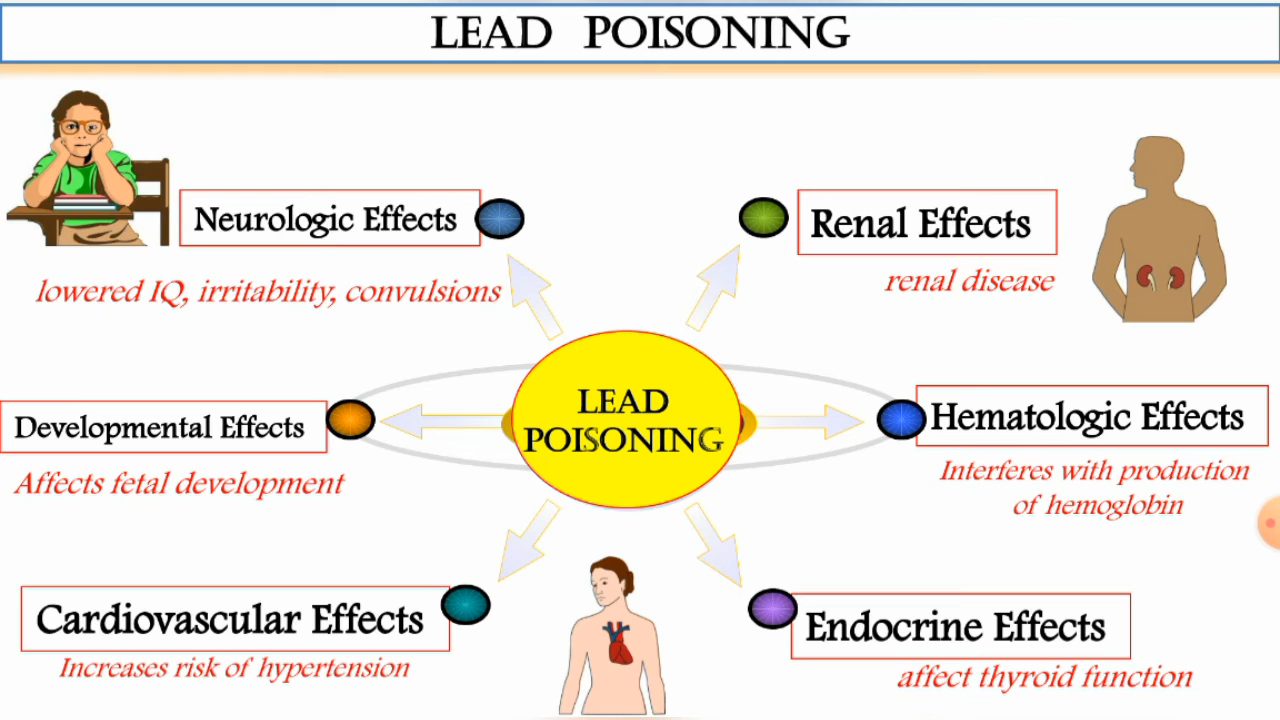 LEAD POISONING
Neurologic Effects
lowered IQ, irritability, convulsions
Renal Effects
renal disease
LEAD
POISONING
Developmental Effects
Affects fetal development
Hematologic Effects
Interferes with production
of hemoglobin
Cardiovascular Effects
Increases risk of hypertension
Endocrine Effects
affect thyroid function